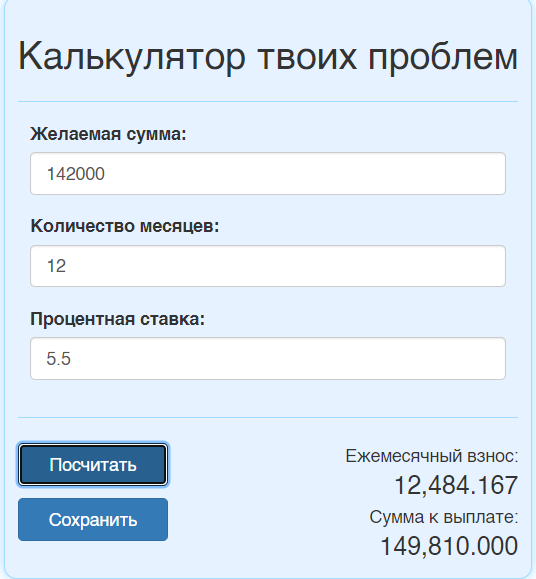 Калькулятор твоих проблем
Желаемая сумма:
142000
Количество месяцев:
12
Процентная ставка:
5.5
Посчитать
Сохранить
Ежемесячный взнос:
12,484.167
Сумма к выплате:
149,810.000